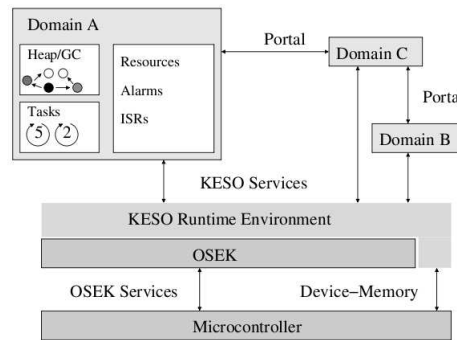 Domain A
Heap/GC
Tasks
5 2
Resources
Alarms
ISRs
Portal
Domain C
Portal
Domain B
KESO Services
KESO Runtime Environment
OSEK
OSEK Services
Device-Memory
Microcontroller